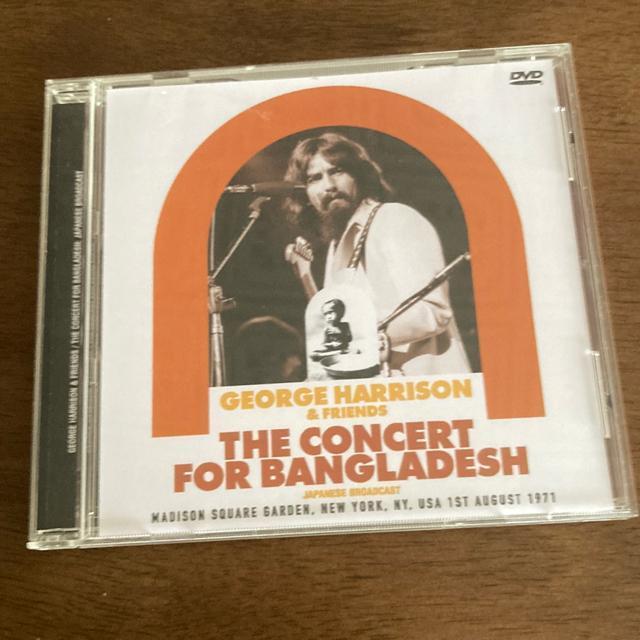 DVD
GEORGE HARRISON
& FRIENDS
THE CONCERT
FOR BANGLADESH
JAPANESE BROADCAST
MADISON SQUARE GARDEN, NEW YORK, NY, USA 1ST AUGUST 1971
GEORGE HARRISON & FRIENDS / THE CONCERT FOR BANGLADESH JAPANESE BROADCAST